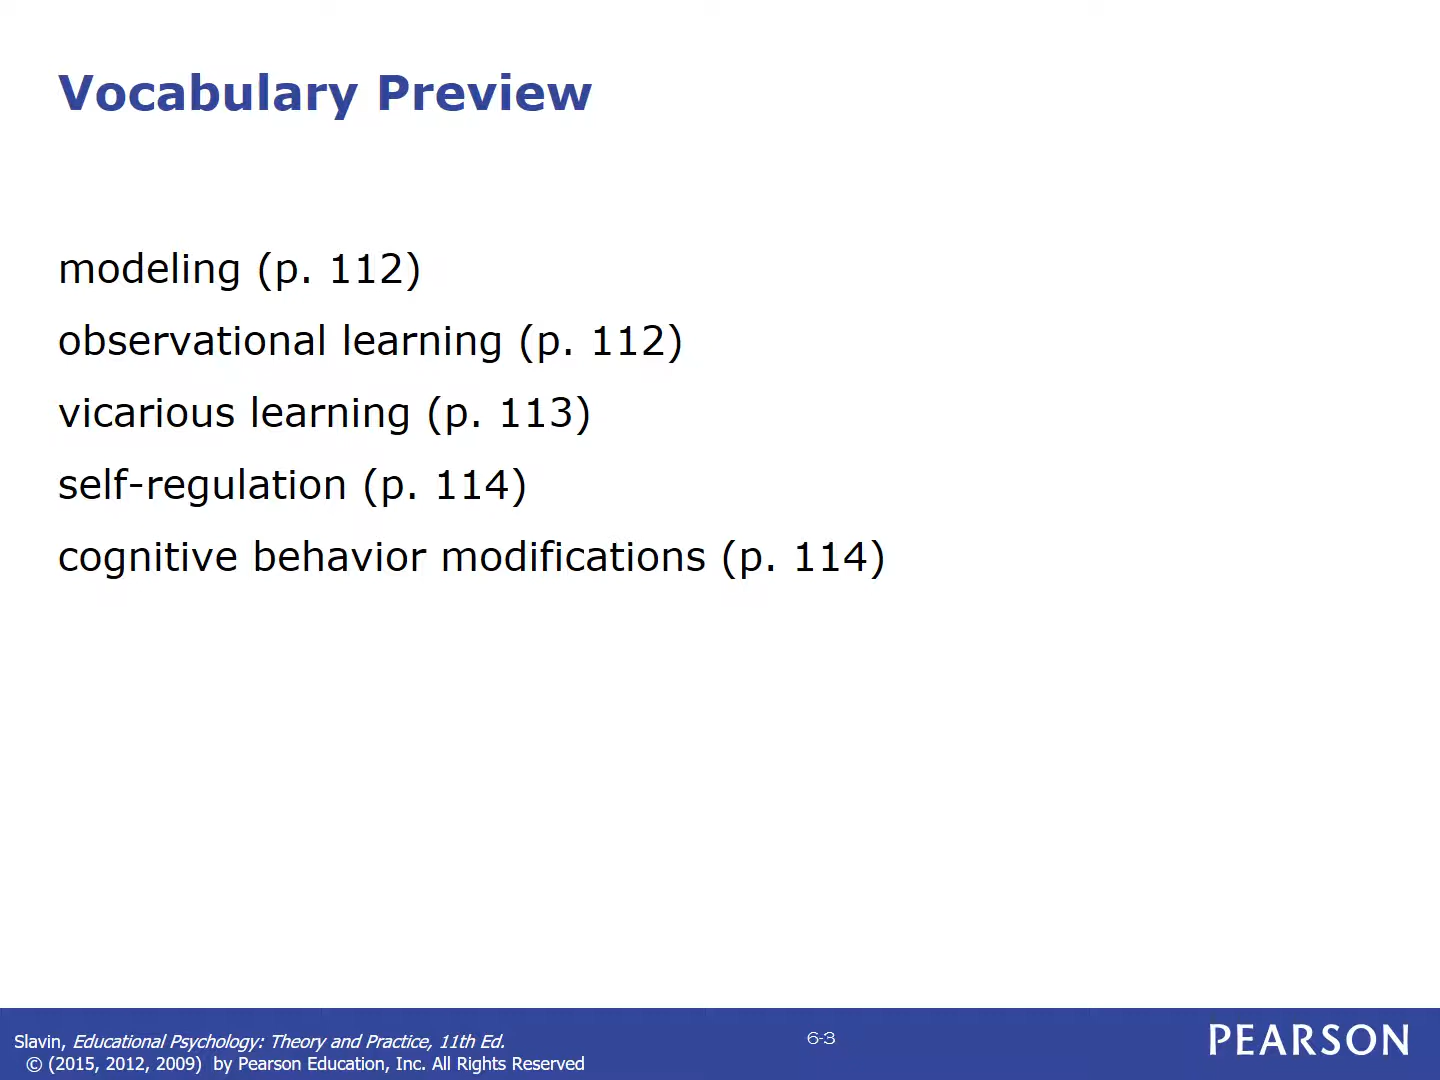 Vocabulary Preview
modeling (p. 112)
observational learning (p. 112)
vicarious learning (p. 113)
self-regulation (p. 114)
cognitive behavior modifications (p. 114)
Slavin, Educational Psychology: Theory and Practice, 11th Ed.
© (2015, 2012, 2009) by Pearson Education, Inc. All Rights Reserved
6-3
PEARSON